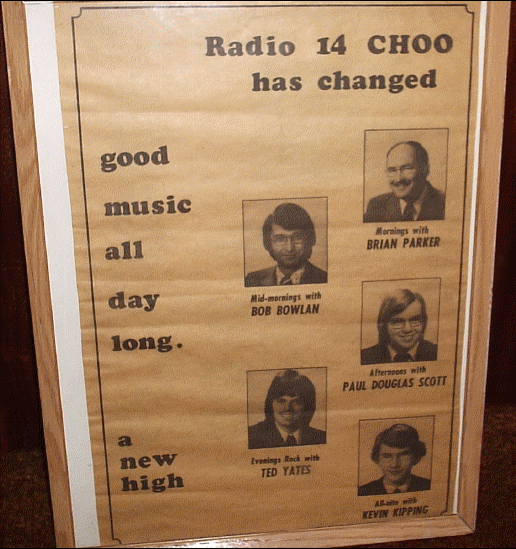 Radio 14 CHOO
has changed
good
music
all
day
long.
a
new
high
Mornings with
BRIAN PARKER
Mid-mornings with
BOB BOWLAN
Afternoons with
PAUL DOUGLAS SCOTT
Evenings Rock with
TED YATES
All-nite with
KEVIN KIPPING